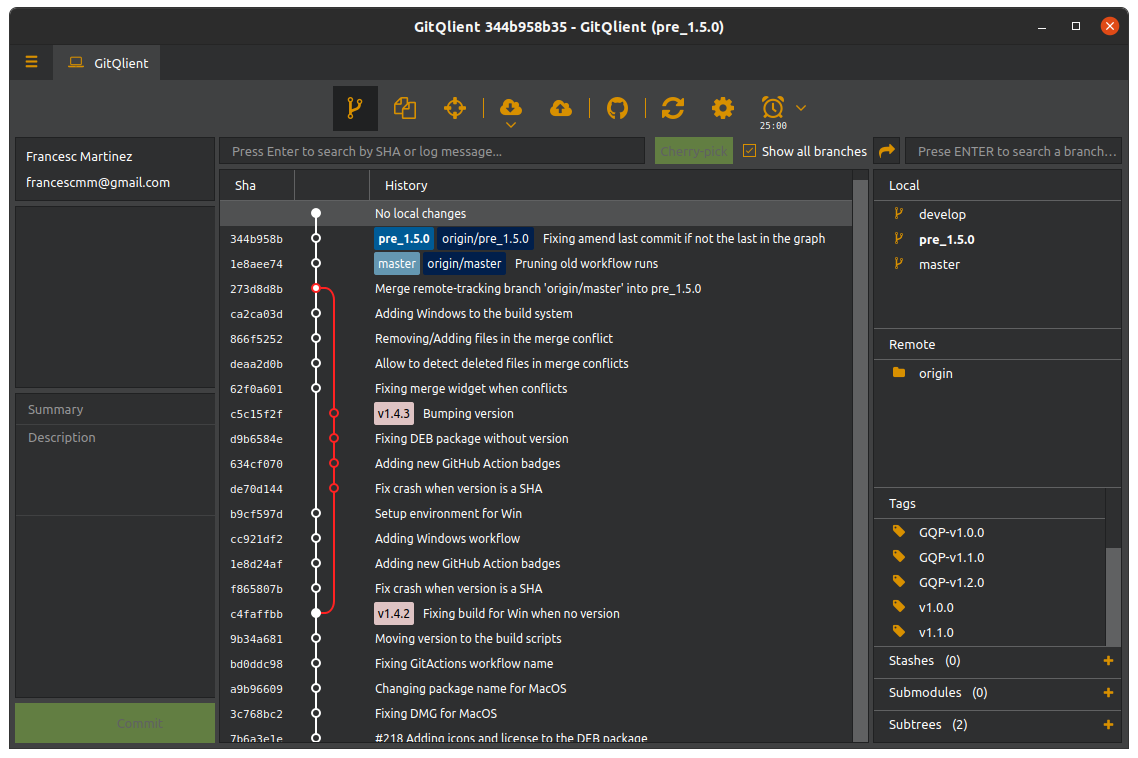 GitQlient 344b958b35 - GitQlient (pre_1.5.0)
GitQlient
25:00
Francesc Martinez
francescmm@gmail.com
Press Enter to search by SHA or log message...
Cherry-pick
Show all branches
Prese ENTER to search a branch...
Summary
Description
Commit
Sha History
No local changes
344b958b pre_1.5.0 origin/pre_1.5.0 Fixing amend last commit if not the last in the graph
1e8aee74 master origin/master Pruning old workflow runs
273d8d8b Merge remote-tracking branch 'origin/master' into pre_1.5.0
ca2ca03d Adding Windows to the build system
866f5252 Removing/Adding files in the merge conflict
deaa2d0b Allow to detect deleted files in merge conflicts
62f0a601 Fixing merge widget when conflicts
c5c15f2f v1.4.3 Bumping version
d9b6584e Fixing DEB package without version
634cf070 Adding new GitHub Action badges
de70d144 Fix crash when version is a SHA
b9cf597d Setup environment for Win
cc921df2 Adding Windows workflow
1e8d24af Adding new GitHub Action badges
f865807b Fix crash when version is a SHA
c4faffbb v1.4.2 Fixing build for Win when no version
9b34a681 Moving version to the build scripts
bd0ddc98 Fixing GitActions workflow name
a9b96609 Changing package name for MacOS
3c768bc2 Fixing DMG for MacOS
7b6a3e1e #218 Adding icons and license to the DEB package
Local
develop
pre_1.5.0
master
Remote
origin
Tags
GQP-v1.0.0
GQP-v1.1.0
GQP-v1.2.0
v1.0.0
v1.1.0
Stashes (0)
Submodules (0)
Subtrees (2)